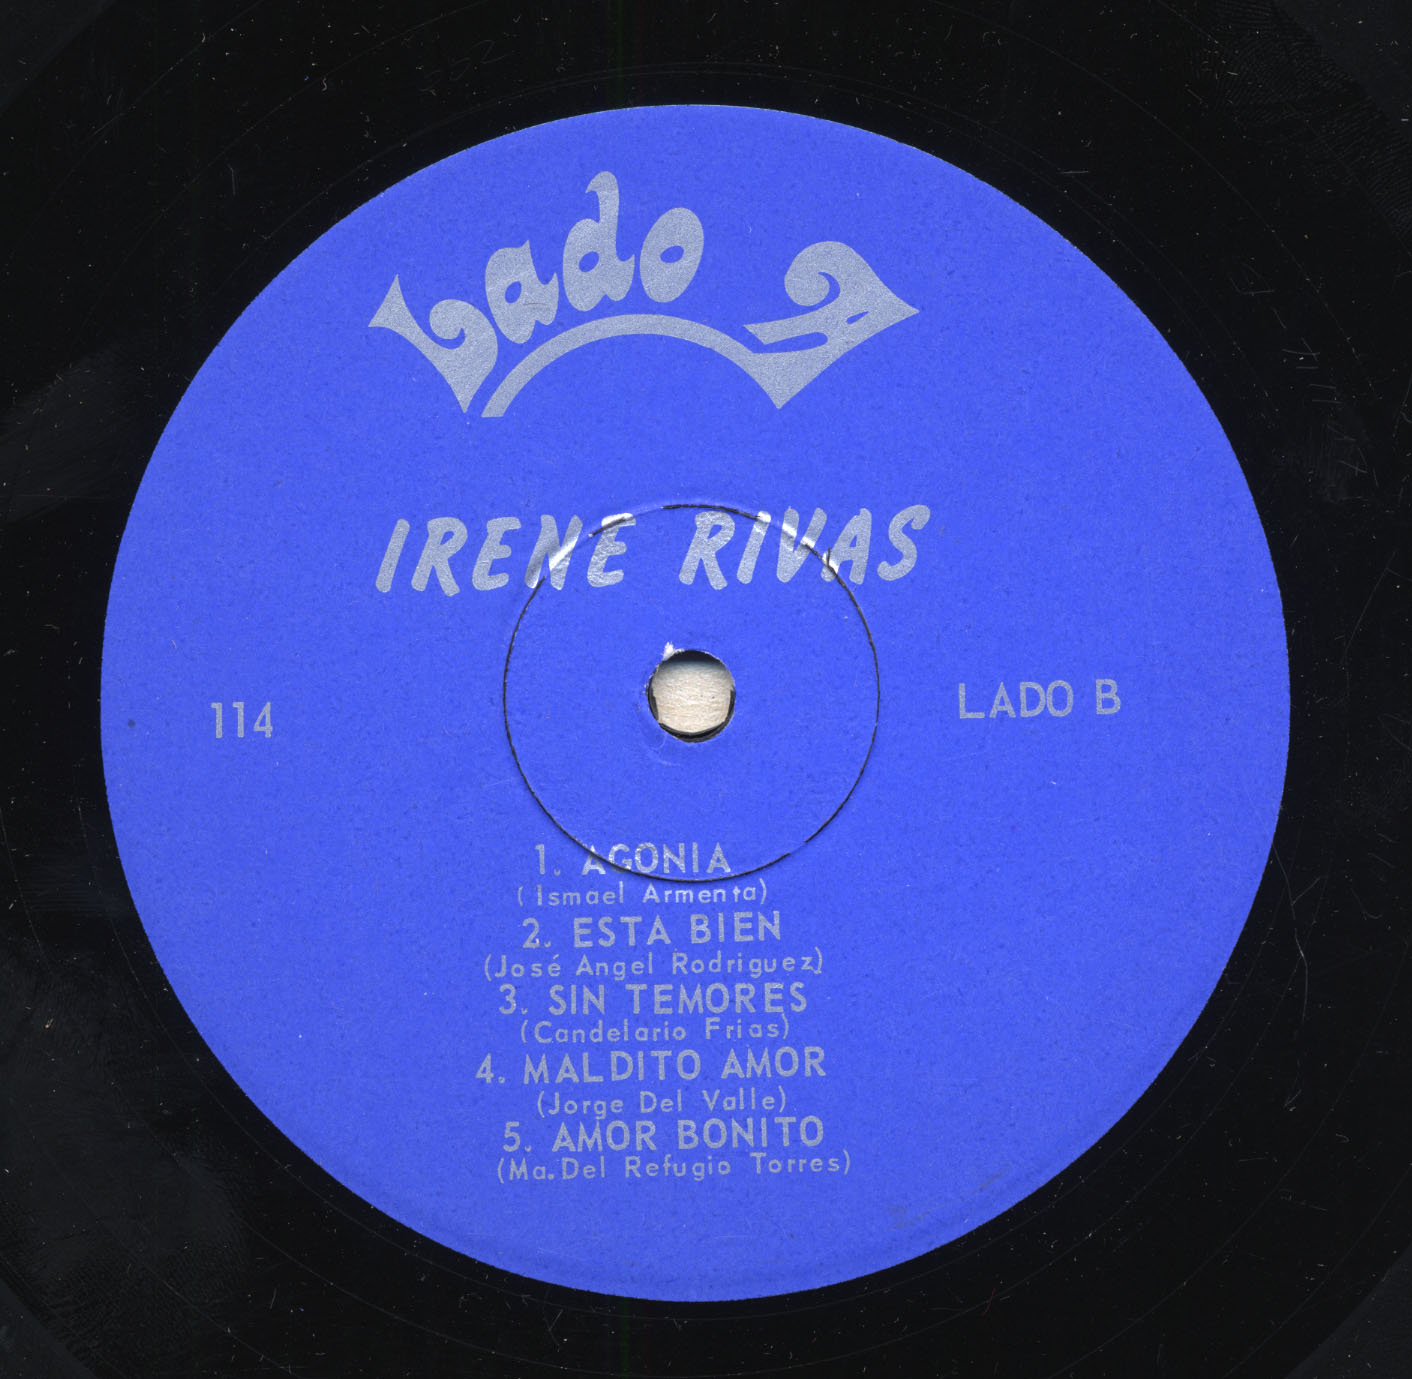 Lado A
IRENE RIVAS
114
LADO B
1. AGONIA
(Ismael Armenta)
2. ESTA BIEN
(José Angel Rodriguez)
3. SIN TEMORES
(Candelario Frias)
4. MALDITO AMOR
(Jorge Del Valle)
5. AMOR BONITO
(Ma. Del Refugio Torres)